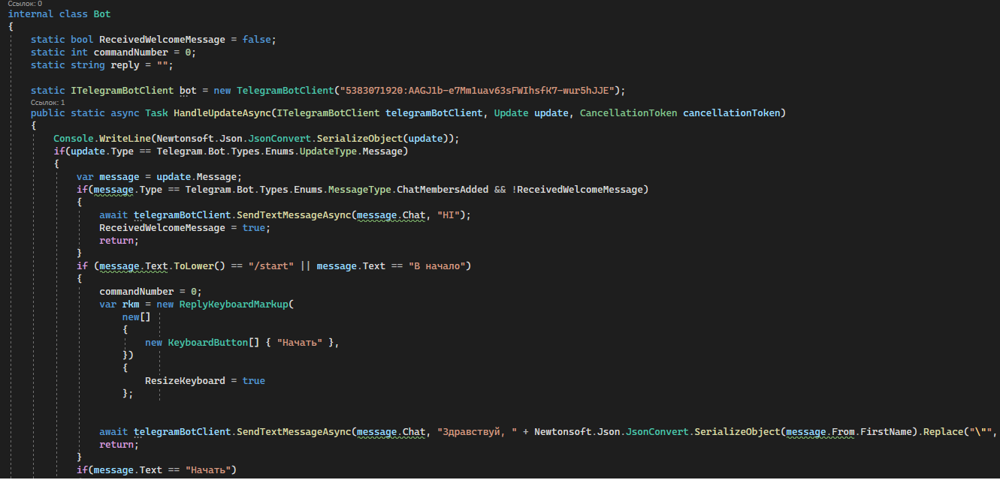 Ссылок: 0
internal class Bot
{
static bool ReceivedWelcomeMessage = false;
static int commandNumber = 0;
static string reply = "";
static ITelegramBotClient bot = new TelegramBotClient("5383071920:AAGJ1b-e7Mm1uav63sFWIhsfK7-wur5hJJE");
Ссылок: 1
public static async Task HandleUpdateAsync(ITelegramBotClient telegramBotClient, Update update, CancellationToken cancellationToken)
{
Console.WriteLine(Newtonsoft.Json.JsonConvert.SerializeObject(update));
if(update.Type == Telegram.Bot.Types.Enums.UpdateType.Message)
{
var message = update.Message;
if(message.Type == Telegram.Bot.Types.Enums.MessageType.ChatMembersAdded && !ReceivedWelcomeMessage)
{
await telegramBotClient.SendTextMessageAsync(message.Chat, "HI");
ReceivedWelcomeMessage = true;
return;
}
if (message.Text.ToLower() == "/start" || message.Text == "В начало")
{
commandNumber = 0;
var rkm = new ReplyKeyboardMarkup(
new[]
{
new KeyboardButton[] { "Начать" },
})
{
ResizeKeyboard = true
};
await telegramBotClient.SendTextMessageAsync(message.Chat, "Здравствуй, " + Newtonsoft.Json.JsonConvert.SerializeObject(message.From.FirstName).Replace("\"",
return;
}
if(message.Text == "Начать")